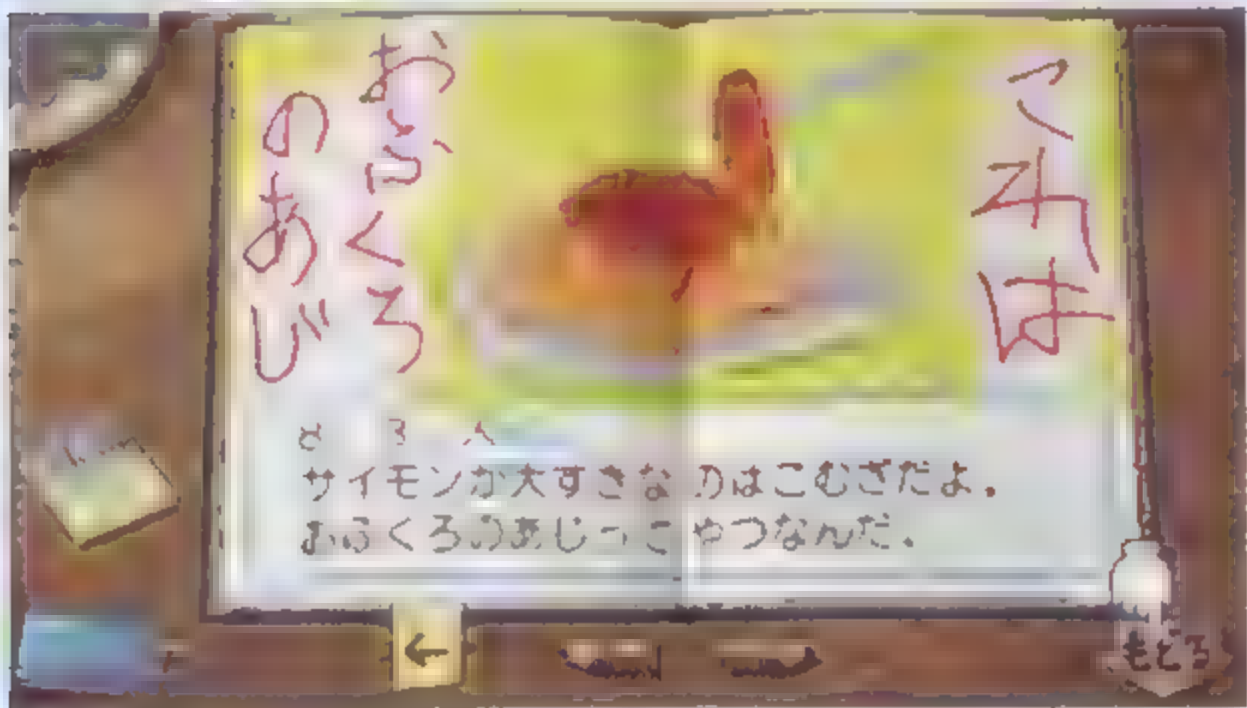 これは
おふくろ
のあじ
サイモンが大すきなのはこむぎだよ。
おふくろのあじってやつなんだ。
←
もどる